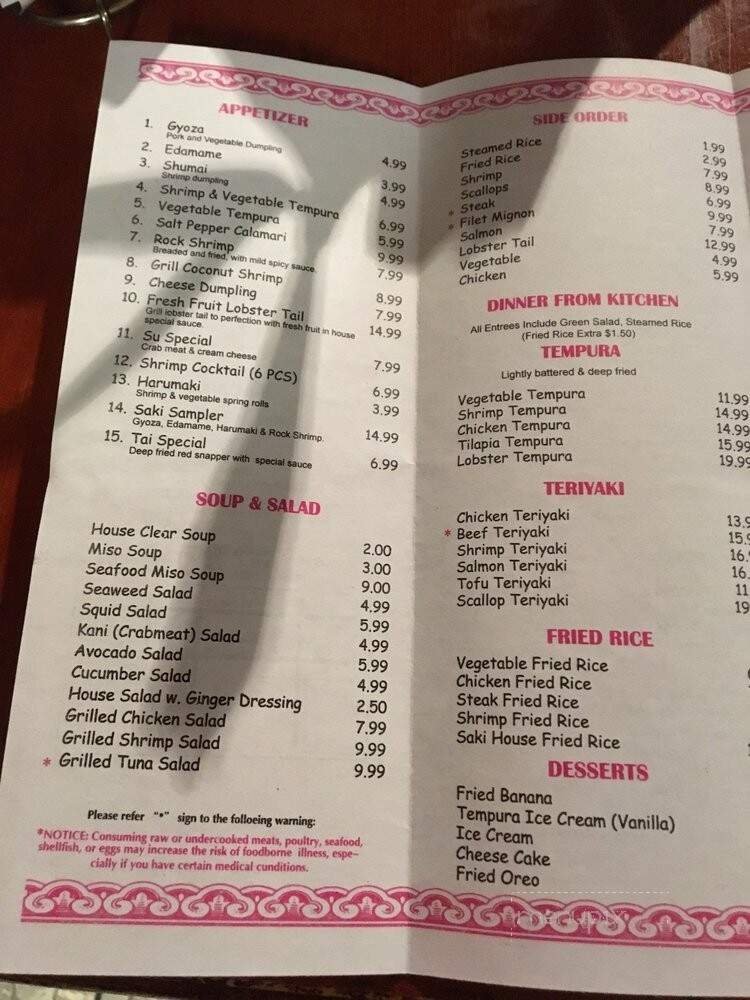 APPETIZER
1. Gyoza 4.99
Pork and Vegetable Dumpling
2. Edamame 3.99
3. Shumai 4.99
Shrimp dumpling
4. Shrimp & Vegetable Tempura 6.99
5. Vegetable Tempura 5.99
6. Salt Pepper Calamari 9.99
7. Rock Shrimp 7.99
Breaded and fried, with mild spicy sauce.
8. Grill Coconut Shrimp 8.99
9. Cheese Dumpling 7.99
10. Fresh Fruit Lobster Tail 14.99
Grill lobster tail to perfection with fresh fruit in house
special sauce.
11. Su Special 7.99
Crab meat & cream cheese
12. Shrimp Cocktail (6 PCS) 6.99
13. Harumaki 3.99
Shrimp & vegetable spring rolls
14. Saki Sampler 14.99
Gyoza, Edamame, Harumaki & Rock Shrimp.
15. Tai Special 6.99
Deep fried red snapper with special sauce
SOUP & SALAD
House Clear Soup 2.00
Miso Soup 3.00
Seafood Miso Soup 9.00
Seaweed Salad 4.99
Squid Salad 5.99
Kani (Crabmeat) Salad 4.99
Avocado Salad 5.99
Cucumber Salad 4.99
House Salad w. Ginger Dressing 2.50
Grilled Chicken Salad 7.99
Grilled Shrimp Salad 9.99
* Grilled Tuna Salad 9.99
Please refer "*" sign to the folloeing warning:
*NOTICE: Consuming raw or undercooked meats, poultry, seafood,
shellfish, or eggs may increase the risk of foodborne illness, espe-
cially if you have certain medical cunditions.
SIDE ORDER
Steamed Rice 1.99
Fried Rice 2.99
Shrimp 7.99
Scallops 8.99
* Steak 6.99
* Filet Mignon 9.99
Salmon 7.99
Lobster Tail 12.99
Vegetable 4.99
Chicken 5.99
DINNER FROM KITCHEN
All Entrees Include Green Salad, Steamed Rice
(Fried Rice Extra $1.50)
TEMPURA
Lightly battered & deep fried
Vegetable Tempura 11.99
Shrimp Tempura 14.99
Chicken Tempura 14.99
Tilapia Tempura 15.99
Lobster Tempura 19.99
TERIYAKI
Chicken Teriyaki 13.9
* Beef Teriyaki 15.9
Shrimp Teriyaki 16.
Salmon Teriyaki 16.
Tofu Teriyaki 11
Scallop Teriyaki 19
FRIED RICE
Vegetable Fried Rice
Chicken Fried Rice
Steak Fried Rice
Shrimp Fried Rice
Saki House Fried Rice
DESSERTS
Fried Banana
Tempura Ice Cream (Vanilla)
Ice Cream
Cheese Cake
Fried Oreo